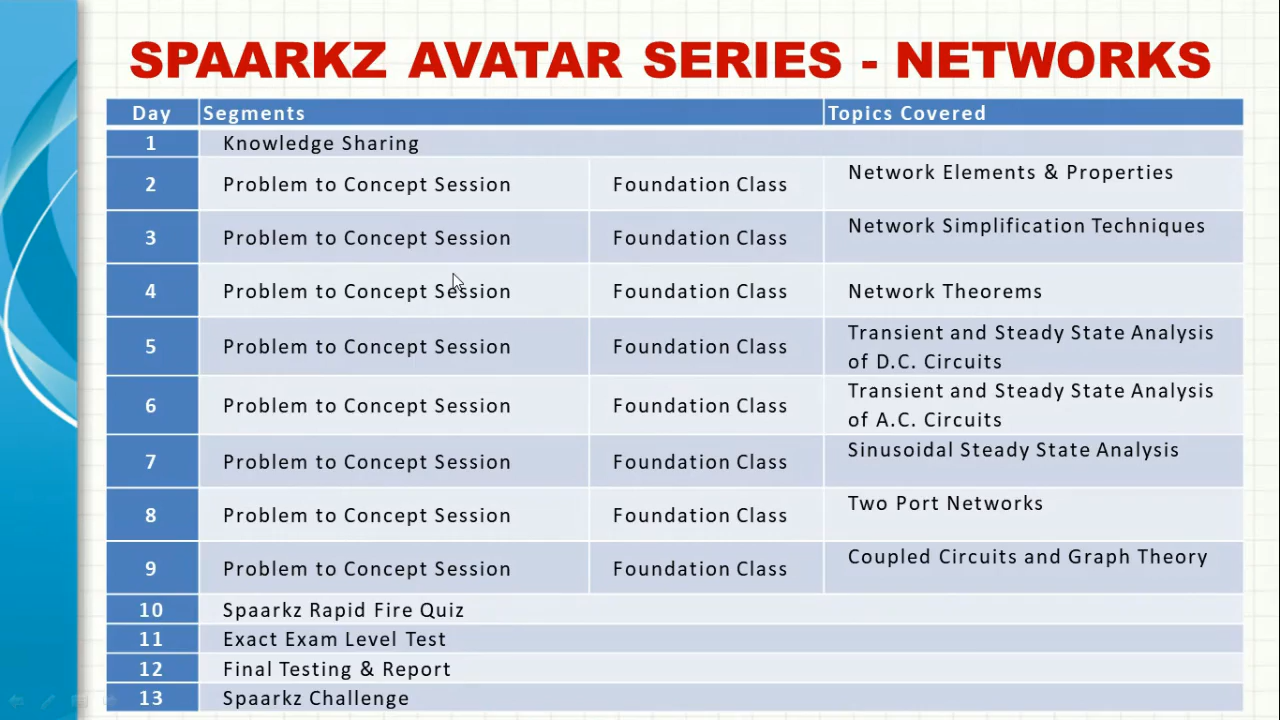 SPAARKZ AVATAR SERIES - NETWORKS
Day Segments Topics Covered
1 Knowledge Sharing
2 Problem to Concept Session Foundation Class Network Elements & Properties
3 Problem to Concept Session Foundation Class Network Simplification Techniques
4 Problem to Concept Session Foundation Class Network Theorems
5 Problem to Concept Session Foundation Class Transient and Steady State Analysis
of D.C. Circuits
6 Problem to Concept Session Foundation Class Transient and Steady State Analysis
of A.C. Circuits
7 Problem to Concept Session Foundation Class Sinusoidal Steady State Analysis
8 Problem to Concept Session Foundation Class Two Port Networks
9 Problem to Concept Session Foundation Class Coupled Circuits and Graph Theory
10 Spaarkz Rapid Fire Quiz
11 Exact Exam Level Test
12 Final Testing & Report
13 Spaarkz Challenge